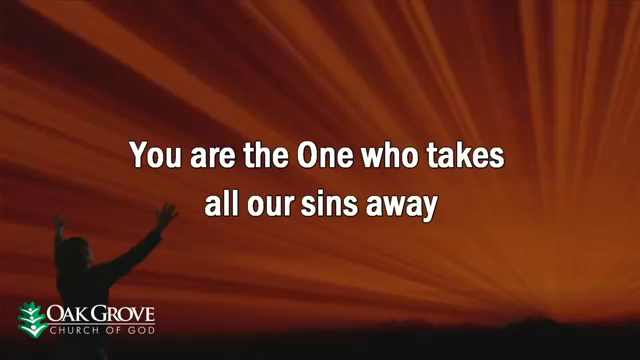 You are the One who takes
all our sins away
OAK GROVE
CHURCH OF GOD